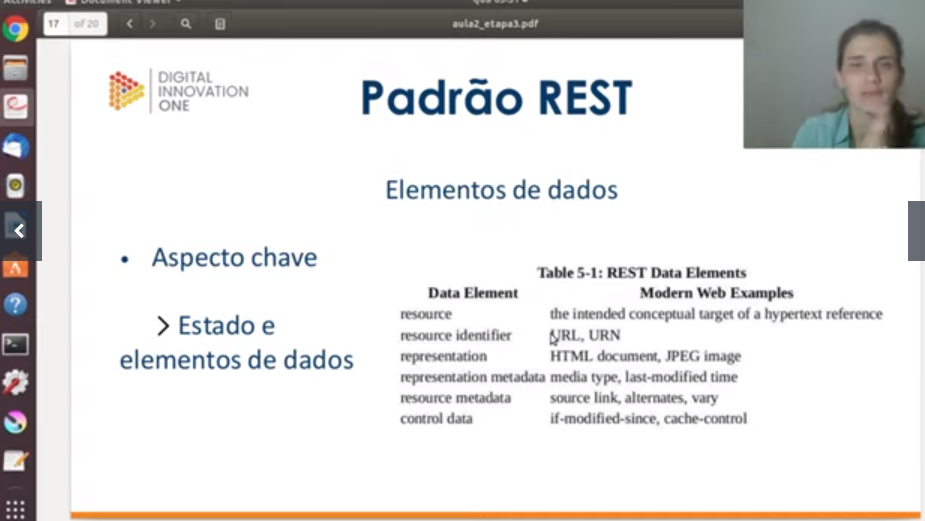 Document Viewer
17 of 20
aula2_etapa3.pdf
DIGITAL
INNOVATION
ONE
Padrão REST
Elementos de dados
• Aspecto chave
> Estado e
elementos de dados
Table 5-1: REST Data Elements
Data Element Modern Web Examples
resource the intended conceptual target of a hypertext reference
resource identifier URL, URN
representation HTML document, JPEG image
representation metadata media type, last-modified time
resource metadata source link, alternates, vary
control data if-modified-since, cache-control